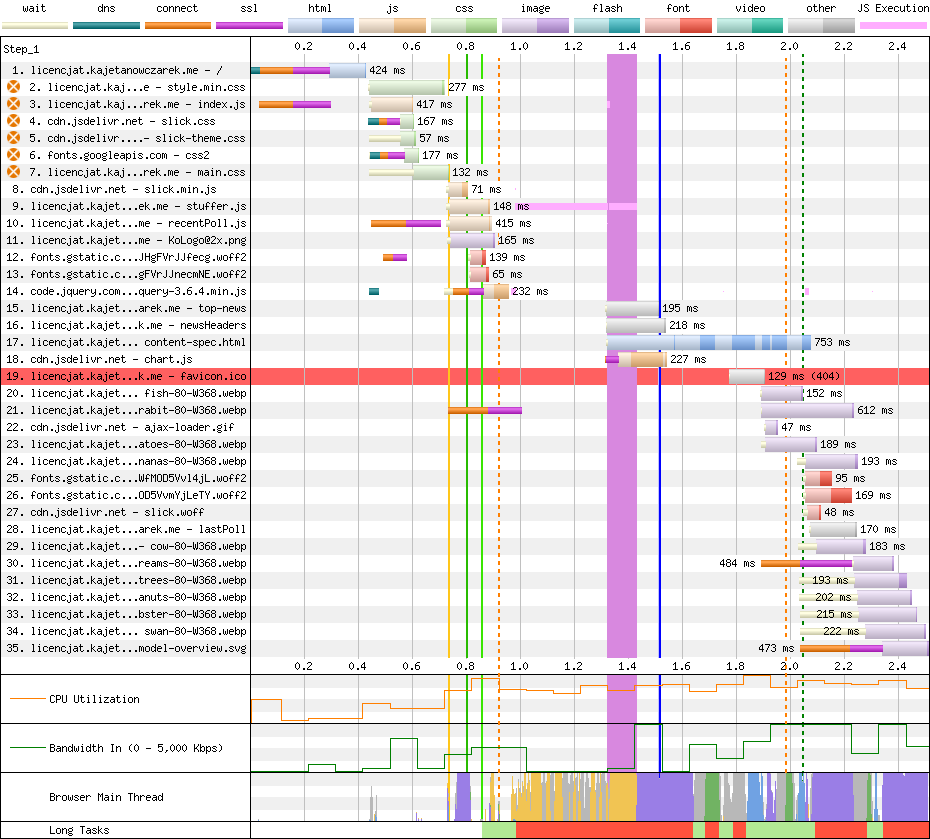 wait dns connect ssl html js css image flash font video other JS Execution
Step_1 0.2 0.4 0.6 0.8 1.0 1.2 1.4 1.6 1.8 2.0 2.2 2.4
1. licencjat.kajetanowczarek.me - / 424 ms
2. licencjat.kaj...e - style.min.css 277 ms
3. licencjat.kaj...rek.me - index.js 417 ms
4. cdn.jsdelivr.net - slick.css 167 ms
5. cdn.jsdelivr.... - slick-theme.css 57 ms
6. fonts.googleapis.com - css2 177 ms
7. licencjat.kaj...rek.me - main.css 132 ms
8. cdn.jsdelivr.net - slick.min.js 71 ms
9. licencjat.kajet...ek.me - stuffer.js 148 ms
10. licencjat.kajet...me - recentPoll.js 415 ms
11. licencjat.kajet...me - KoLogo@2x.png 165 ms
12. fonts.gstatic.c...JHgFVrJJfecg.woff2 139 ms
13. fonts.gstatic.c...gFVrJJnecmNE.woff2 65 ms
14. code.jquery.com...query-3.6.4.min.js 232 ms
15. licencjat.kajet...arek.me - top-news 195 ms
16. licencjat.kajet...k.me - newsHeaders 218 ms
17. licencjat.kajet... content-spec.html 753 ms
18. cdn.jsdelivr.net - chart.js 227 ms
19. licencjat.kajet...k.me - favicon.ico 129 ms (404)
20. licencjat.kajet... fish-80-W368.webp 152 ms
21. licencjat.kajet...rabit-80-W368.webp 612 ms
22. cdn.jsdelivr.net - ajax-loader.gif 47 ms
23. licencjat.kajet...atoes-80-W368.webp 189 ms
24. licencjat.kajet...nanas-80-W368.webp 193 ms
25. fonts.gstatic.c...WfMOD5Vvl4jL.woff2 95 ms
26. fonts.gstatic.c...OD5VvmYjLeTY.woff2 169 ms
27. cdn.jsdelivr.net - slick.woff 48 ms
28. licencjat.kajet...arek.me - lastPoll 170 ms
29. licencjat.kajet...- cow-80-W368.webp 183 ms
30. licencjat.kajet...reams-80-W368.webp 484 ms
31. licencjat.kajet...trees-80-W368.webp 193 ms
32. licencjat.kajet...anuts-80-W368.webp 202 ms
33. licencjat.kajet...bster-80-W368.webp 215 ms
34. licencjat.kajet... swan-80-W368.webp 222 ms
35. licencjat.kajet...model-overview.svg 473 ms
0.2 0.4 0.6 0.8 1.0 1.2 1.4 1.6 1.8 2.0 2.2 2.4
CPU Utilization
Bandwidth In (0 - 5,000 Kbps)
Browser Main Thread
Long Tasks